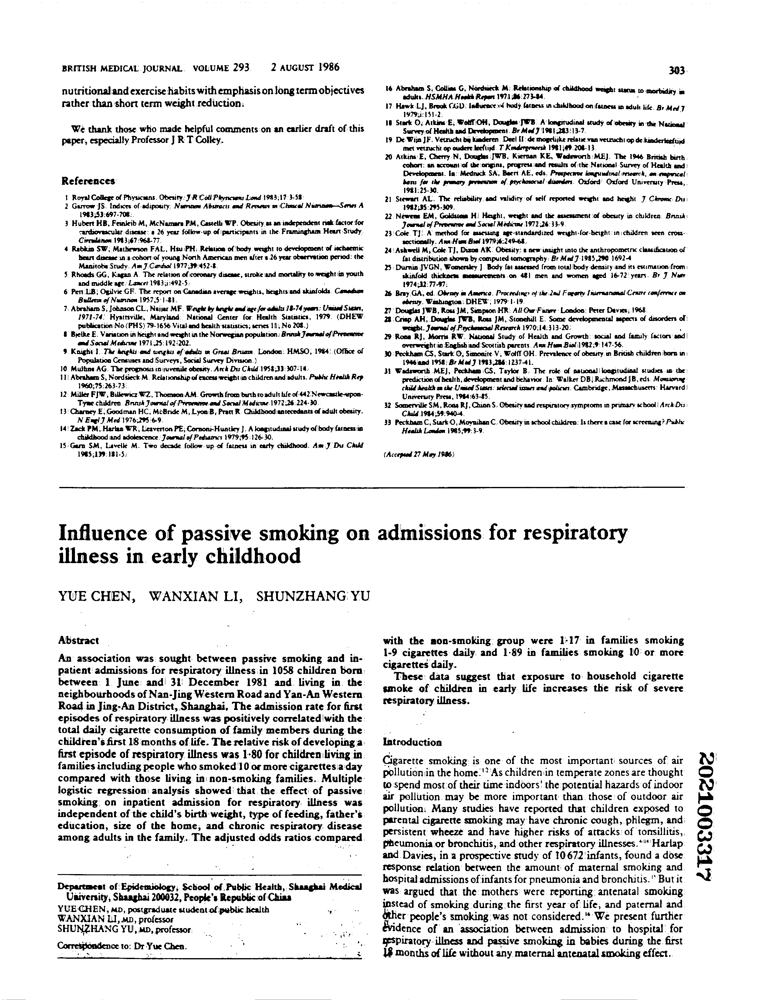 BRITISH MEDICAL JOURNAL VOLUME 293 2 AUGUST 1986 303
nutritional and exercise habits with emphasis on long term objectives
rather than short term weight reduction.
We thank those who made helpful comments on an earlier draft of this
paper, especially Professor J R T Colley.
References
1 Royal College of Physicians. Obesity. J R Coll Physicians Lond 1983;17:3-58.
2 Garrow JS. Indices of adiposity. Nutrition Abstracts and Reviews in Clinical Nutrition—Series A
1983;53:697-708.
3 Hubert HB, Feinleib M, McNamara PM, Castelli WP. Obesity as an independent risk factor for
cardiovascular disease: a 26 year follow-up of participants in the Framingham Heart Study.
Circulation 1983;67:968-77.
4 Rabkin SW, Mathewson FAL, Hsu PH. Relation of body weight to development of ischaemic
heart disease in a cohort of young North American men after a 26 year observation period: the
Manitoba Study. Am J Cardiol 1977;39:452-8.
5 Rhoads GG, Kagan A. The relation of coronary disease, stroke and mortality to weight in youth
and middle age. Lancet 1983;i:492-5.
6 Pett LB, Ogilvie GF. The report on Canadian average weights, heights and skinfolds. Canadian
Bulletin of Nutrition 1957;5:1-81.
7 Abraham S, Johnson CL, Najjar MF. Weight by height and age for adults 18-74 years: United States,
1971-74. Hyattsville, Maryland: National Center for Health Statistics, 1979. (DHEW
publication No (PHS) 79-1656 Vital and health statistics; series 11, No 208.)
8 Bjelke E. Variation in height and weight in the Norwegian population. British Journal of Preventive
and Social Medicine 1971;25:192-202.
9 Knight I. The heights and weights of adults in Great Britain. London: HMSO, 1984. (Office of
Population Censuses and Surveys, Social Survey Division.)
10 Mullins AG. The prognosis in juvenile obesity. Arch Dis Child 1958;33:307-14.
11 Abraham S, Nordsieck M. Relationship of excess weight in children and adults. Public Health Rep
1960;75:263-73.
12 Miller FJW, Billewicz WZ, Thomson AM. Growth from birth to adult life of 442 Newcastle-upon-
Tyne children. British Journal of Preventive and Social Medicine 1972;26:224-30.
13 Charney E, Goodman HC, McBride M, Lyon B, Pratt R. Childhood antecedents of adult obesity.
N Engl J Med 1976;295:6-9.
14 Zack PM, Harlan WR, Leaverton PE, Cornoni-Huntley J. A longitudinal study of body fatness in
childhood and adolescence. Journal of Pediatrics 1979;95:126-30.
15 Garn SM, Lavelle M. Two decade follow up of fatness in early childhood. Am J Dis Child
1985;139:181-5.
16 Abraham S, Collins G, Nordsieck M. Relationship of childhood weight status to morbidity in
adults. HSMHA Health Report 1971;86:273-84.
17 Hawk LJ, Brook CGD. Influence of body fatness in childhood on fatness in adult life. Br Med J
1979;i:151-2.
18 Stark O, Atkins E, Wolff OH, Douglas JWB. A longitudinal study of obesity in the National
Survey of Health and Development. Br Med J 1981;283:13-7.
19 De Wijn JF. Vetzucht bij kinderen. Deel II: de mogelijke relatie van vetzucht op de kinderleeftijd
met vetzucht op oudere leeftijd. T Kindergeneesk 1981;49:208-13.
20 Atkins E, Cherry N, Douglas JWB, Kiernan KE, Wadsworth MEJ. The 1946 British birth
cohort: an account of the origins, progress and results of the National Survey of Health and
Development. In: Mednick SA, Baert AE, eds. Prospective longitudinal research, an empirical
basis for the primary prevention of psychosocial disorders. Oxford: Oxford University Press,
1981:25-30.
21 Stewart AL. The reliability and validity of self reported weight and height. J Chronic Dis
1982;35:295-309.
22 Newens EM, Goldstein H. Height, weight and the assessment of obesity in children. British
Journal of Preventive and Social Medicine 1972;26:33-9.
23 Cole TJ. A method for assessing age-standardized weight-for-height in children seen cross-
sectionally. Ann Hum Biol 1979;6:249-68.
24 Ashwell M, Cole TJ, Dixon AK. Obesity: a new insight into the anthropometric classification of
fat distribution shown by computed tomography. Br Med J 1985;290:1692-4.
25 Durnin JVGN, Womersley J. Body fat assessed from total body density and its estimation from
skinfold thickness measurements on 481 men and women aged 16-72 years. Br J Nutr
1974;32:77-97.
26 Bray GA, ed. Obesity in America. Proceedings of the 2nd Fogarty International Centre conference on
obesity. Washington: DHEW, 1979:1-19.
27 Douglas JWB, Ross JM, Simpson HR. All Our Future. London: Peter Davies, 1968.
28 Crisp AH, Douglas JWB, Ross JM, Stonehill E. Some developmental aspects of disorders of
weight. Journal of Psychosomatic Research 1970;14:313-20.
29 Rona RJ, Morris RW. National Study of Health and Growth: social and family factors and
overweight in English and Scottish parents. Ann Hum Biol 1982;9:147-56.
30 Peckham CS, Stark O, Simonite V, Wolff OH. Prevalence of obesity in British children born in
1946 and 1958. Br Med J 1983;286:1237-41.
31 Wadsworth MEJ, Peckham CS, Taylor B. The role of national longitudinal studies in the
prediction of health, development and behavior. In: Walker DB, Richmond JB, eds. Monitoring
child health in the United States: selected issues and policies. Cambridge, Massachusetts: Harvard
University Press, 1984:63-85.
32 Somerville SM, Rona RJ, Chinn S. Obesity and respiratory symptoms in primary school. Arch Dis
Child 1984;59:940-4.
33 Peckham C, Stark O, Moynihan C. Obesity in school children: Is there a case for screening? Public
Health London 1985;99:3-9.
(Accepted 27 May 1986)
Influence of passive smoking on admissions for respiratory
illness in early childhood
YUE CHEN, WANXIAN LI, SHUNZHANG YU
Abstract
An association was sought between passive smoking and in-
patient admissions for respiratory illness in 1058 children born
between 1 June and 31 December 1981 and living in the
neighbourhoods of Nan-Jing Western Road and Yan-An Western
Road in Jing-An District, Shanghai. The admission rate for first
episodes of respiratory illness was positively correlated with the
total daily cigarette consumption of family members during the
children's first 18 months of life. The relative risk of developing a
first episode of respiratory illness was 1·80 for children living in
families including people who smoked 10 or more cigarettes a day
compared with those living in non-smoking families. Multiple
logistic regression analysis showed that the effect of passive
smoking on inpatient admission for respiratory illness was
independent of the child's birth weight, type of feeding, father's
education, size of the home, and chronic respiratory disease
among adults in the family. The adjusted odds ratios compared
Department of Epidemiology, School of Public Health, Shanghai Medical
University, Shanghai 200032, People's Republic of China
YUE CHEN, MD, postgraduate student of public health
WANXIAN LI, MD, professor
SHUNZHANG YU, MD, professor
Correspondence to: Dr Yue Chen.
with the non-smoking group were 1·17 in families smoking
1-9 cigarettes daily and 1·89 in families smoking 10 or more
cigarettes daily.
These data suggest that exposure to household cigarette
smoke of children in early life increases the risk of severe
respiratory illness.
Introduction
Cigarette smoking is one of the most important sources of air
pollution in the home. As children in temperate zones are thought
to spend most of their time indoors the potential hazards of indoor
air pollution may be more important than those of outdoor air
pollution. Many studies have reported that children exposed to
parental cigarette smoking may have chronic cough, phlegm, and
persistent wheeze and have higher risks of attacks of tonsillitis,
pneumonia or bronchitis, and other respiratory illnesses. Harlap
and Davies, in a prospective study of 10 672 infants, found a dose
response relation between the amount of maternal smoking and
hospital admissions of infants for pneumonia and bronchitis. But it
was argued that the mothers were reporting antenatal smoking
instead of smoking during the first year of life, and paternal and
other people's smoking was not considered. We present further
evidence of an association between admission to hospital for
respiratory illness and passive smoking in babies during the first
18 months of life without any maternal antenatal smoking effect.
2021003317